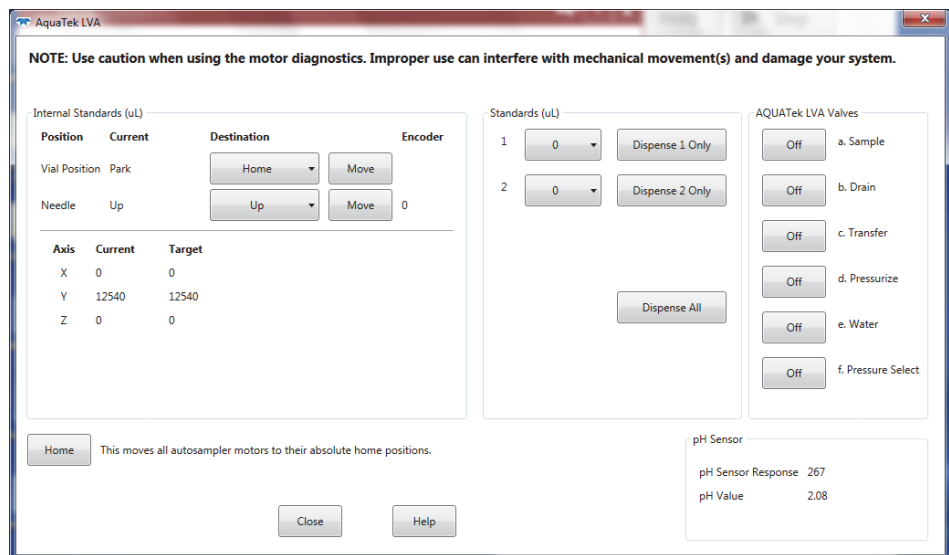 AquaTek LVA
NOTE: Use caution when using the motor diagnostics. Improper use can interfere with mechanical movement(s) and damage your system.
Internal Standards (uL)
Position Current Destination Encoder
Vial Position Park Home Move
Needle Up Up Move 0
Axis Current Target
X 0 0
Y 12540 12540
Z 0 0
Standards (uL)
1 0 Dispense 1 Only
2 0 Dispense 2 Only
Dispense All
AQUATek LVA Valves
Off a. Sample
Off b. Drain
Off c. Transfer
Off d. Pressurize
Off e. Water
Off f. Pressure Select
Home This moves all autosampler motors to their absolute home positions.
pH Sensor
pH Sensor Response 267
pH Value 2.08
Close Help